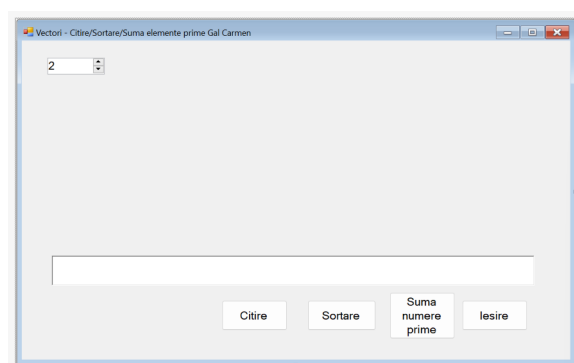 Vectori - Citire/Sortare/Suma elemente prime Gal Carmen
2
Citire
Sortare
Suma
numere
prime
Iesire